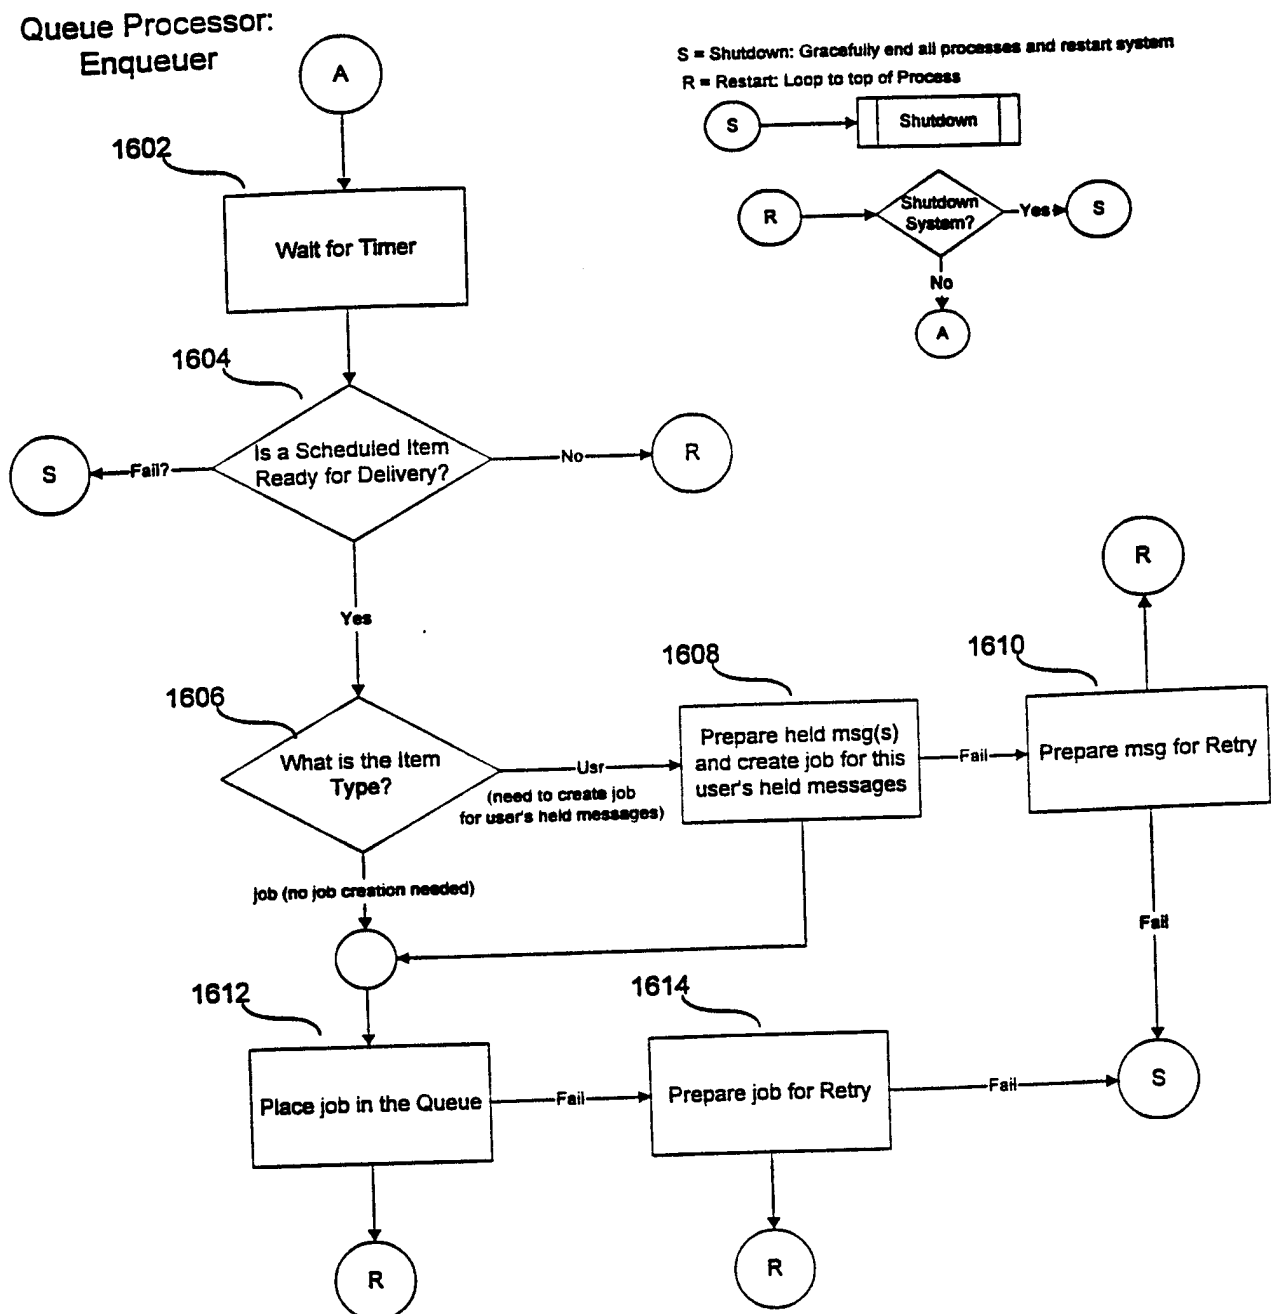 Queue Processor:
Enqueuer
A
S = Shutdown: Gracefully end all processes and restart system
R = Restart: Loop to top of Process
S
Shutdown
R
Shutdown
System?
Yes
S
No
A
1602
Wait for Timer
1604
Is a Scheduled Item
Ready for Delivery?
Fail?
S
No
R
Yes
R
1606
What is the Item
Type?
Usr
(need to create job
for user's held messages)
1608
Prepare held msg(s)
and create job for this
user's held messages
Fail
1610
Prepare msg for Retry
job (no job creation needed)
Fail
1612
Place job in the Queue
Fail
1614
Prepare job for Retry
Fail
S
R
R